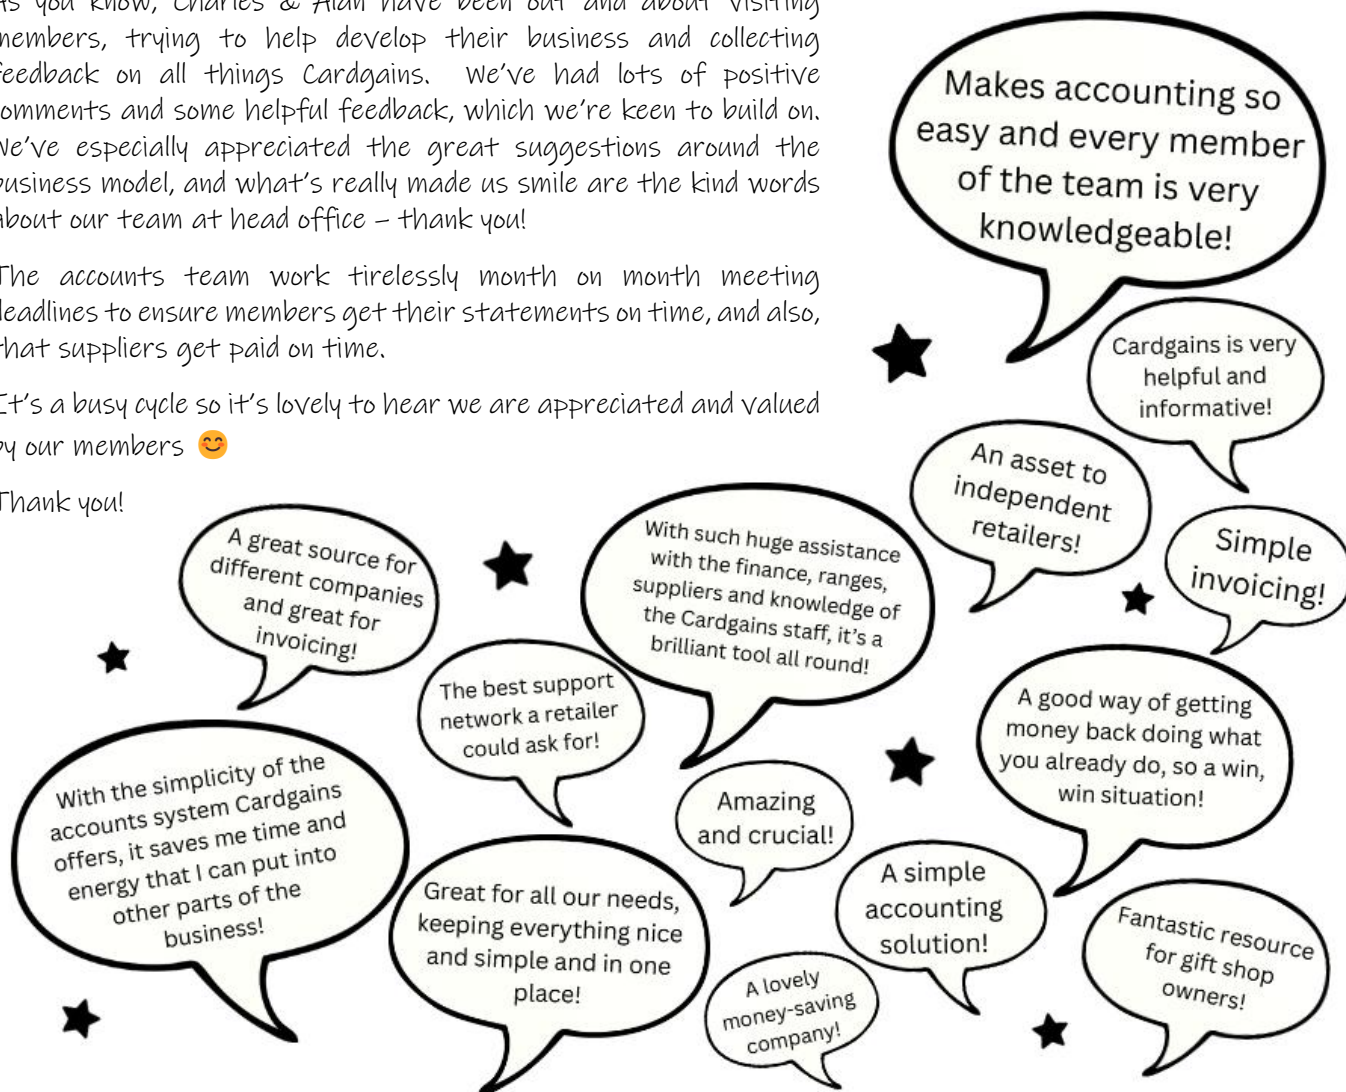 As you know, Charles & Alan have been out and about visiting
members, trying to help develop their business and collecting
feedback on all things Cardgains. We've had lots of positive
comments and some helpful feedback, which we're keen to build on.
We've especially appreciated the great suggestions around the
business model, and what's really made us smile are the kind words
about our team at head office – thank you!
The accounts team work tirelessly month on month meeting
deadlines to ensure members get their statements on time, and also,
that suppliers get paid on time.
It's a busy cycle so it's lovely to hear we are appreciated and valued
by our members 😊
Thank you!
Makes accounting so
easy and every member
of the team is very
knowledgeable!
Cardgains is very
helpful and
informative!
An asset to
independent
retailers!
Simple
invoicing!
A great source for
different companies
and great for
invoicing!
With such huge assistance
with the finance, ranges,
suppliers and knowledge of
the Cardgains staff, it's a
brilliant tool all round!
The best support
network a retailer
could ask for!
A good way of getting
money back doing what
you already do, so a win,
win situation!
With the simplicity of the
accounts system Cardgains
offers, it saves me time and
energy that I can put into
other parts of the
business!
Amazing
and crucial!
Great for all our needs,
keeping everything nice
and simple and in one
place!
A simple
accounting
solution!
Fantastic resource
for gift shop
owners!
A lovely
money-saving
company!